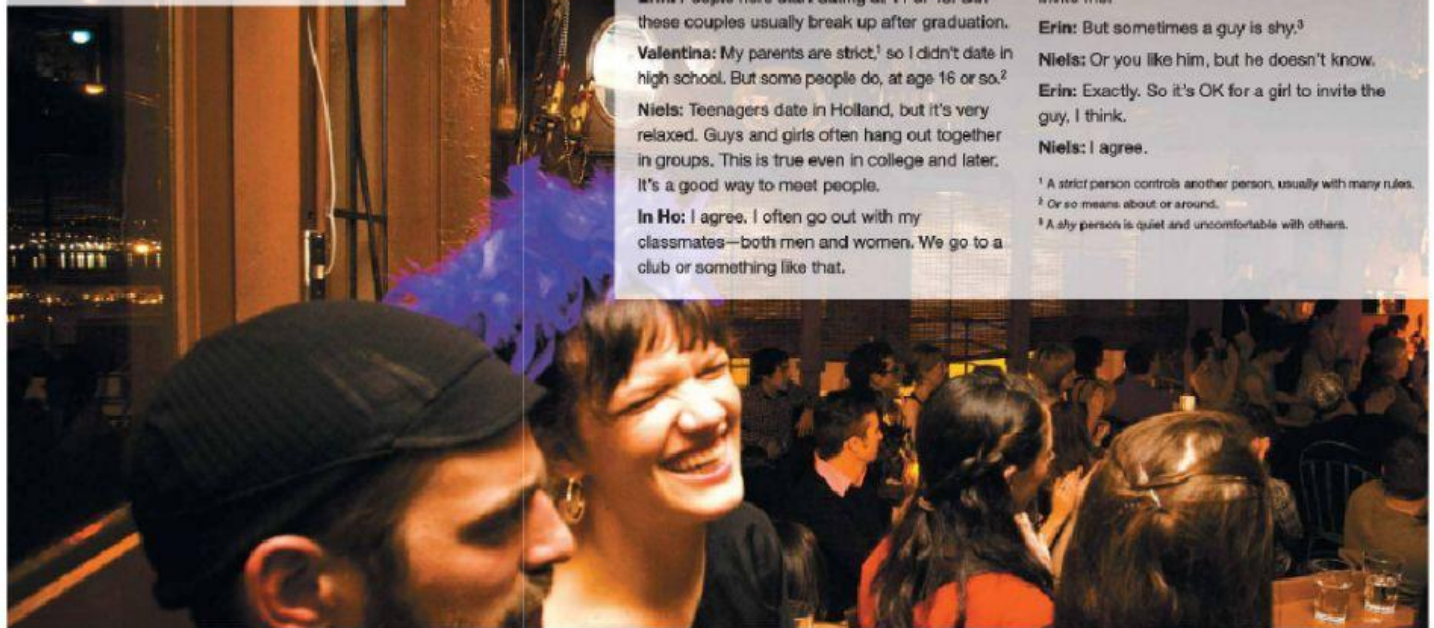 these couples usually break up after graduation.
Valentina: My parents are strict,¹ so I didn't date in
high school. But some people do, at age 16 or so.²
Niels: Teenagers date in Holland, but it's very
relaxed. Guys and girls often hang out together
in groups. This is true even in college and later.
It's a good way to meet people.
In Ho: I agree. I often go out with my
classmates—both men and women. We go to a
club or something like that.
Erin: But sometimes a guy is shy.³
Niels: Or you like him, but he doesn't know.
Erin: Exactly. So it's OK for a girl to invite the
guy, I think.
Niels: I agree.
¹ A strict person controls another person, usually with many rules.
² Or so means about or around.
³ A shy person is quiet and uncomfortable with others.